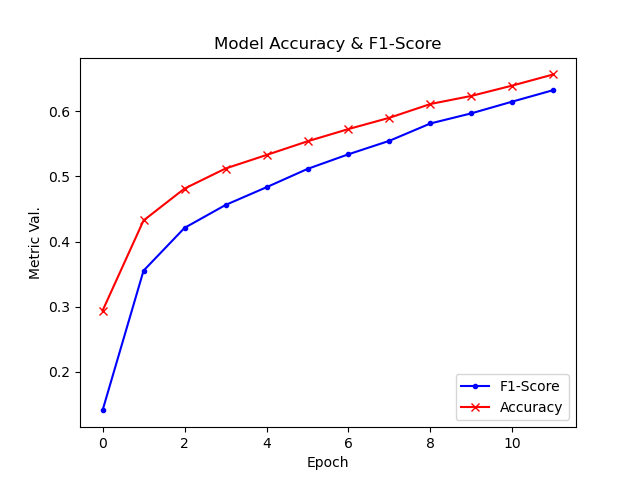 Model Accuracy & F1-Score
Metric Val.
0.6
0.5
0.4
0.3
0.2
F1-Score
Accuracy
0 2 4 6 8 10
Epoch